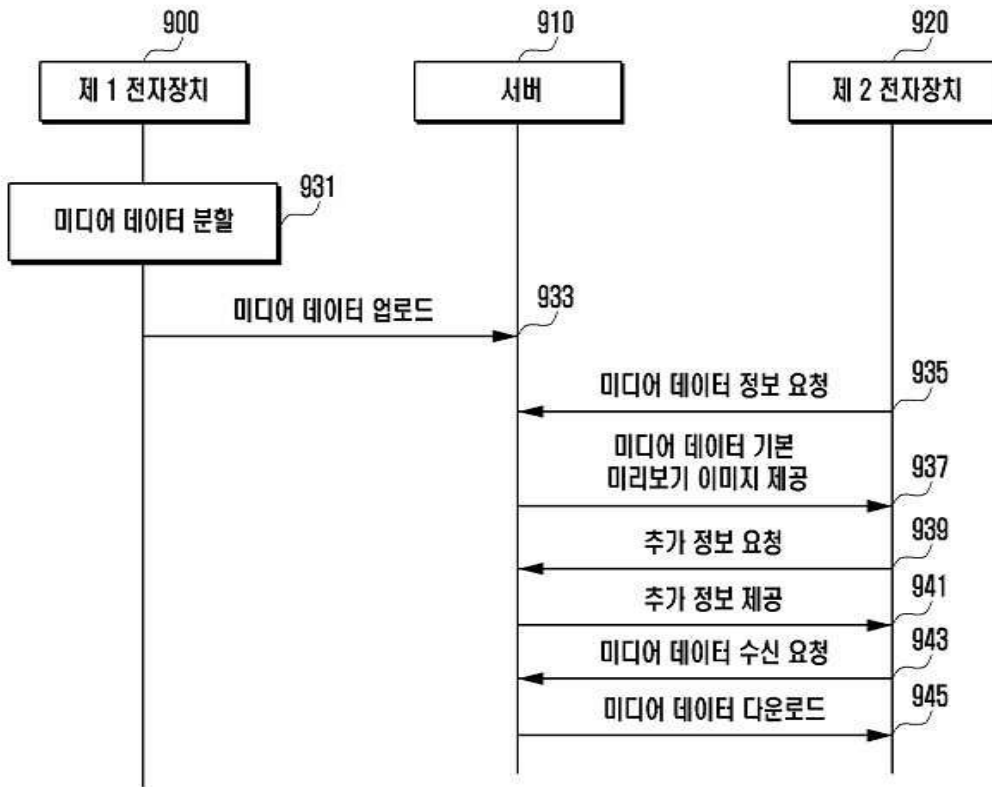 900
910
920
제 1 전자장치
서버
제 2 전자장치
931
미디어 데이터 분할
미디어 데이터 업로드
933
미디어 데이터 정보 요청
935
미디어 데이터 기본
미리보기 이미지 제공
937
추가 정보 요청
939
추가 정보 제공
941
미디어 데이터 수신 요청
943
미디어 데이터 다운로드
945